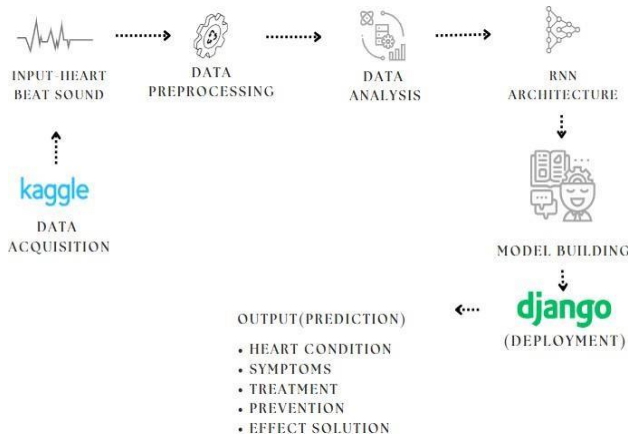 INPUT-HEART
BEAT SOUND
DATA
PREPROCESSING
DATA
ANALYSIS
RNN
ARCHITECTURE
kaggle
DATA
ACQUISITION
MODEL BUILDING
django
(DEPLOYMENT)
OUTPUT(PREDICTION)
• HEART CONDITION
• SYMPTOMS
• TREATMENT
• PREVENTION
• EFFECT SOLUTION